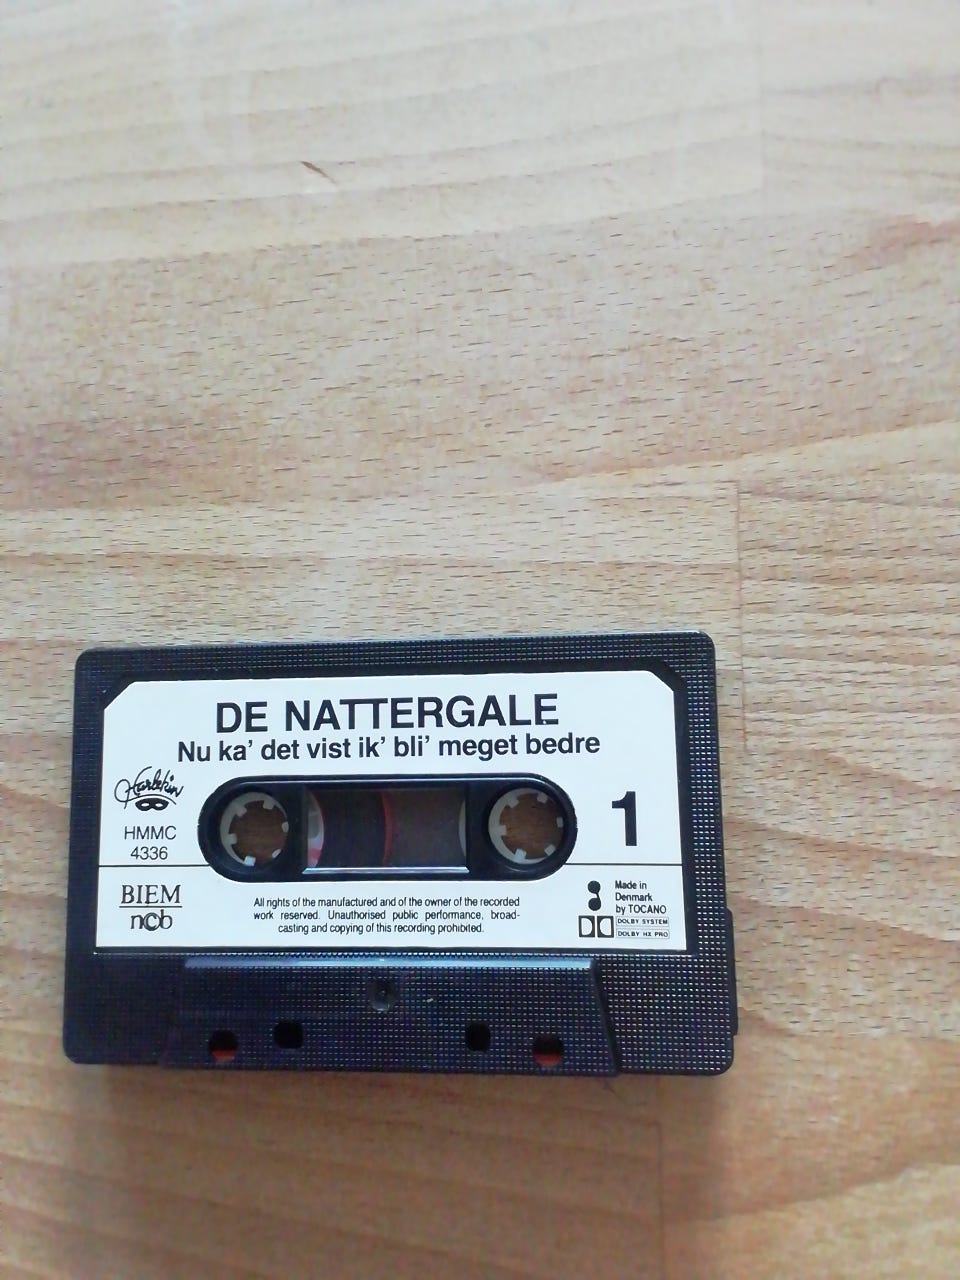 DE NATTERGALE
Nu ka' det vist ik' bli' meget bedre
Harlekin
HMMC
4336
1
BIEM
ncb
All rights of the manufactured and of the owner of the recorded
work reserved. Unauthorised public performance, broad-
casting and copying of this recording prohibited.
Made in
Denmark
by TOCANO
DOLBY SYSTEM
DOLBY HX PRO